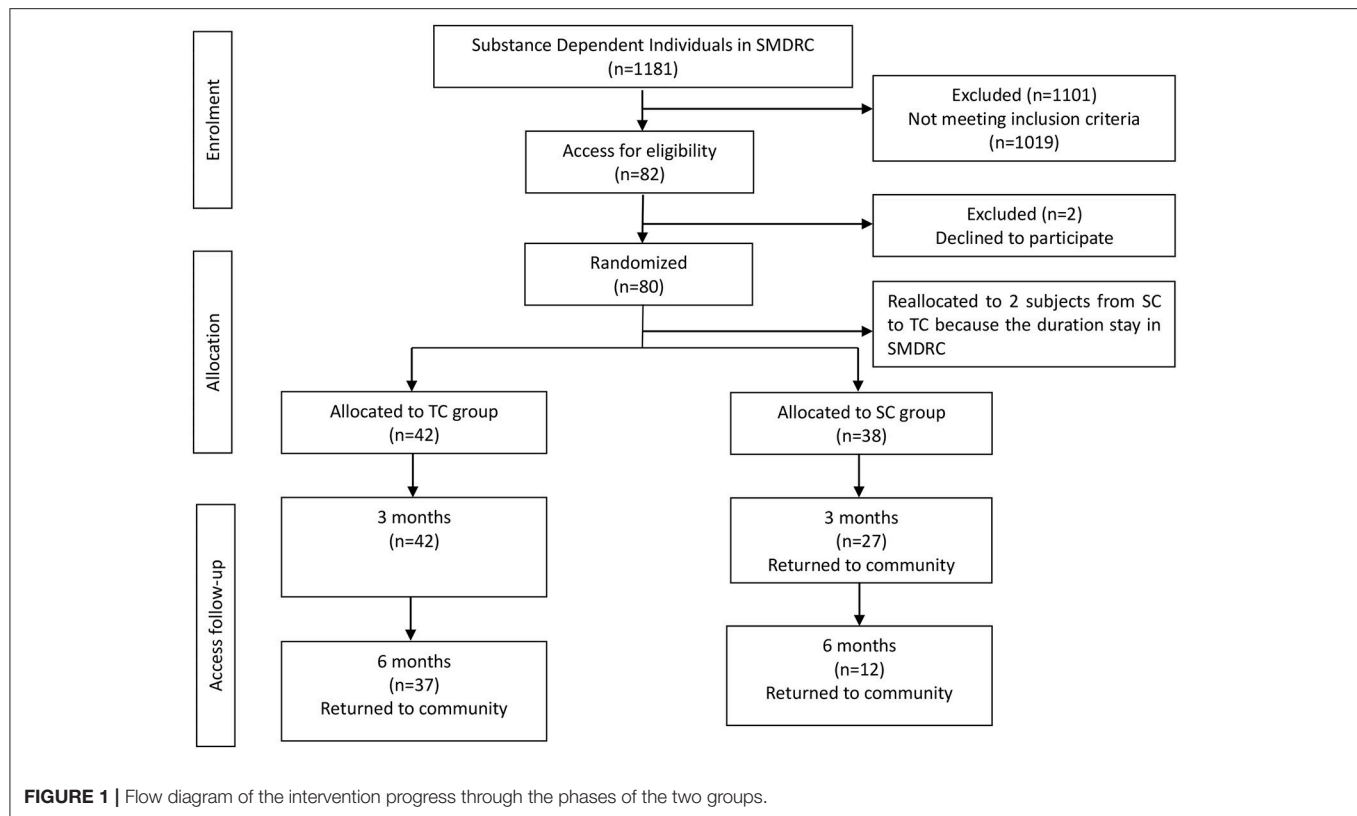 Enrolment
Substance Dependent Individuals in SMDRC
(n=1181)
Excluded (n=1101)
Not meeting inclusion criteria
(n=1019)
Access for eligibility
(n=82)
Excluded (n=2)
Declined to participate
Allocation
Randomized
(n=80)
Reallocated to 2 subjects from SC
to TC because the duration stay in
SMDRC
Allocated to TC group
(n=42)
Allocated to SC group
(n=38)
Access follow-up
3 months
(n=42)
3 months
(n=27)
Returned to community
6 months
(n=37)
Returned to community
6 months
(n=12)
Returned to community
FIGURE 1 | Flow diagram of the intervention progress through the phases of the two groups.